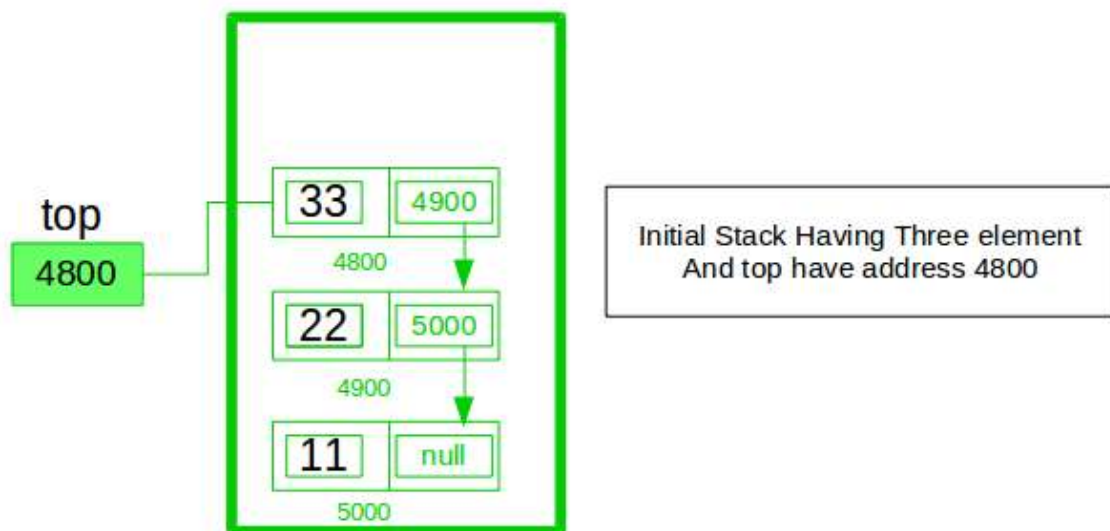 33 4900
top
4800
4800
22 5000
4900
11 null
5000
Initial Stack Having Three element
And top have address 4800